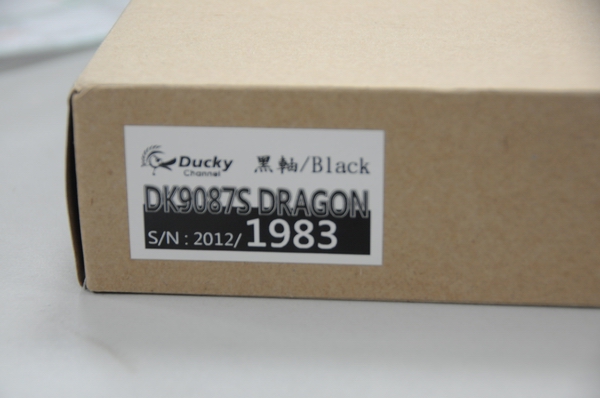 Ducky 黑軸/Black
Channel
DK9087S DRAGON
S/N : 2012/1983